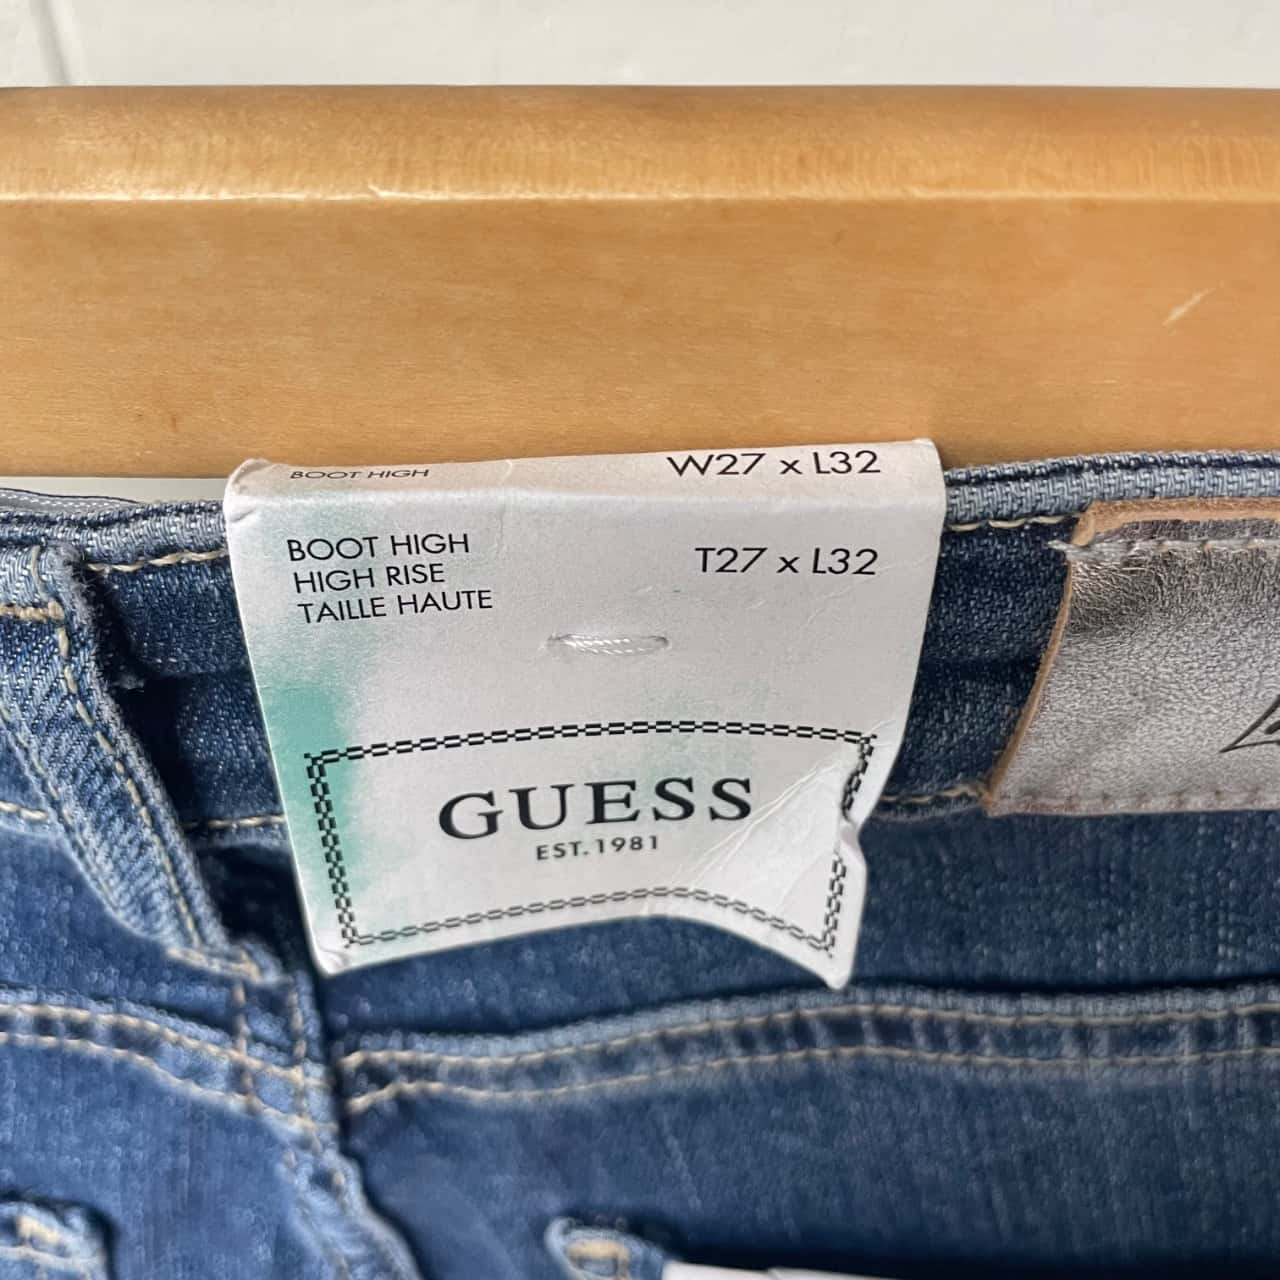 BOOT HIGH W27 x L32
BOOT HIGH T27 x L32
HIGH RISE
TAILLE HAUTE
GUESS
EST. 1981